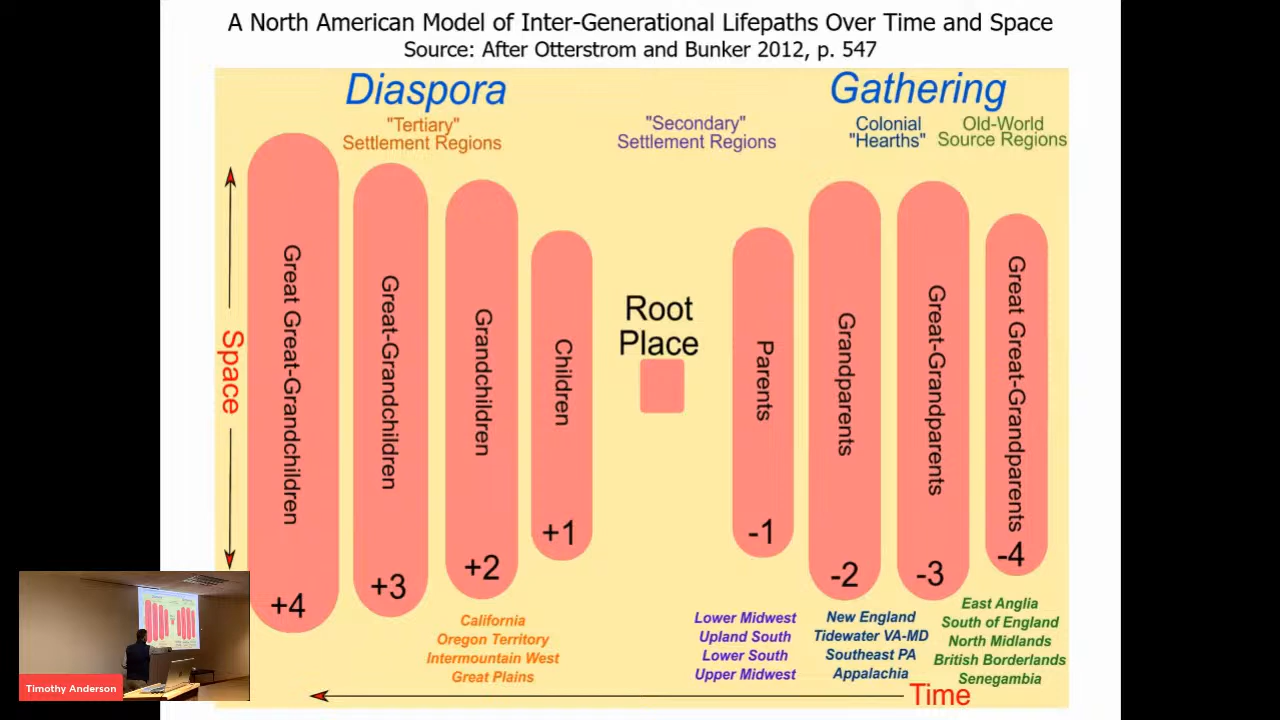 A North American Model of Inter-Generational Lifepaths Over Time and Space
Source: After Otterstrom and Bunker 2012, p. 547
Diaspora
Gathering
"Tertiary"
Settlement Regions
"Secondary"
Settlement Regions
Colonial
"Hearths"
Old-World
Source Regions
Space
Great Great-Grandchildren
+4
Great-Grandchildren
+3
Grandchildren
+2
Children
+1
Root
Place
Parents
-1
Grandparents
-2
Great-Grandparents
-3
Great Great-Grandparents
-4
California
Oregon Territory
Intermountain West
Great Plains
Lower Midwest
Upland South
Lower South
Upper Midwest
New England
Tidewater VA-MD
Southeast PA
Appalachia
East Anglia
South of England
North Midlands
British Borderlands
Senegambia
Time
Timothy Anderson